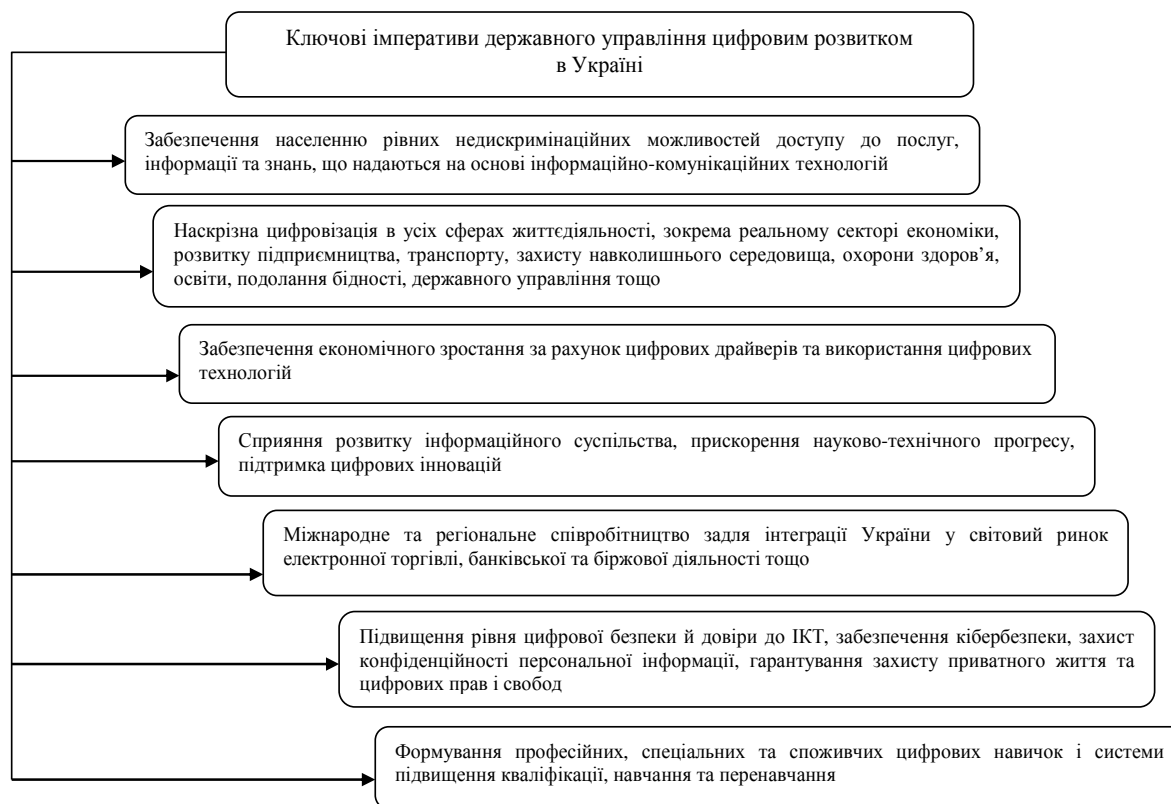 Ключові імперативи державного управління цифровим розвитком
в Україні
Забезпечення населенню рівних недискримінаційних можливостей доступу до послуг,
інформації та знань, що надаються на основі інформаційно-комунікаційних технологій
Наскрізна цифровізація в усіх сферах життєдіяльності, зокрема реальному секторі економіки,
розвитку підприємництва, транспорту, захисту навколишнього середовища, охорони здоров’я,
освіти, подолання бідності, державного управління тощо
Забезпечення економічного зростання за рахунок цифрових драйверів та використання цифрових
технологій
Сприяння розвитку інформаційного суспільства, прискорення науково-технічного прогресу,
підтримка цифрових інновацій
Міжнародне та регіональне співробітництво задля інтеграції України у світовий ринок
електронної торгівлі, банківської та біржової діяльності тощо
Підвищення рівня цифрової безпеки й довіри до ІКТ, забезпечення кібербезпеки, захист
конфіденційності персональної інформації, гарантування захисту приватного життя та
цифрових прав і свобод
Формування професійних, спеціальних та споживчих цифрових навичок і системи
підвищення кваліфікації, навчання та перенавчання